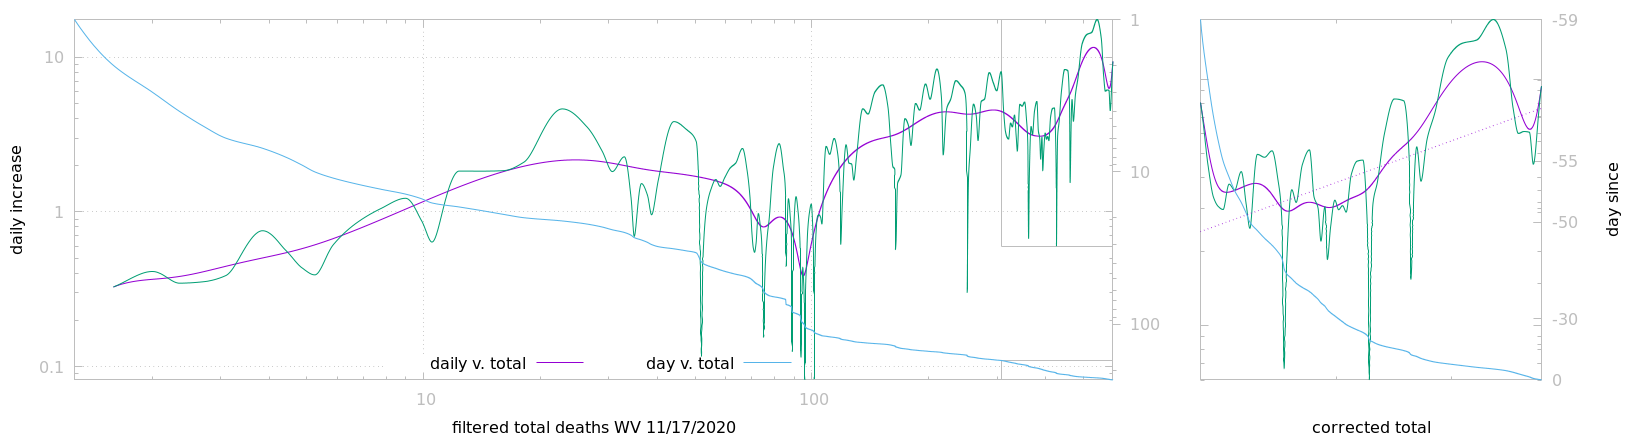 10
1
0.1
daily increase
daily v. total
day v. total
10
100
filtered total deaths WV 11/17/2020
1
10
100
-59
-55
-50
-30
0
day since
corrected total